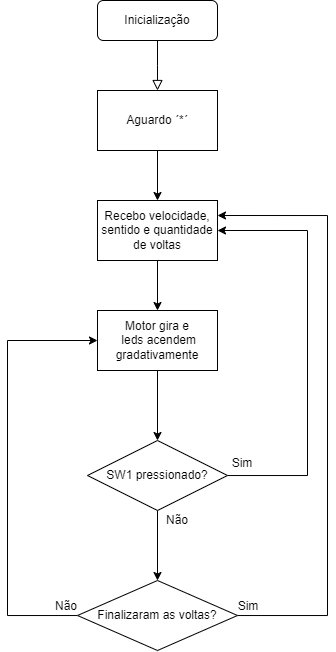 Inicialização
Aguardo ´*´
Recebo velocidade,
sentido e quantidade
de voltas
Motor gira e
leds acendem
gradativamente
SW1 pressionado?
Sim
Não
Finalizaram as voltas?
Não
Sim